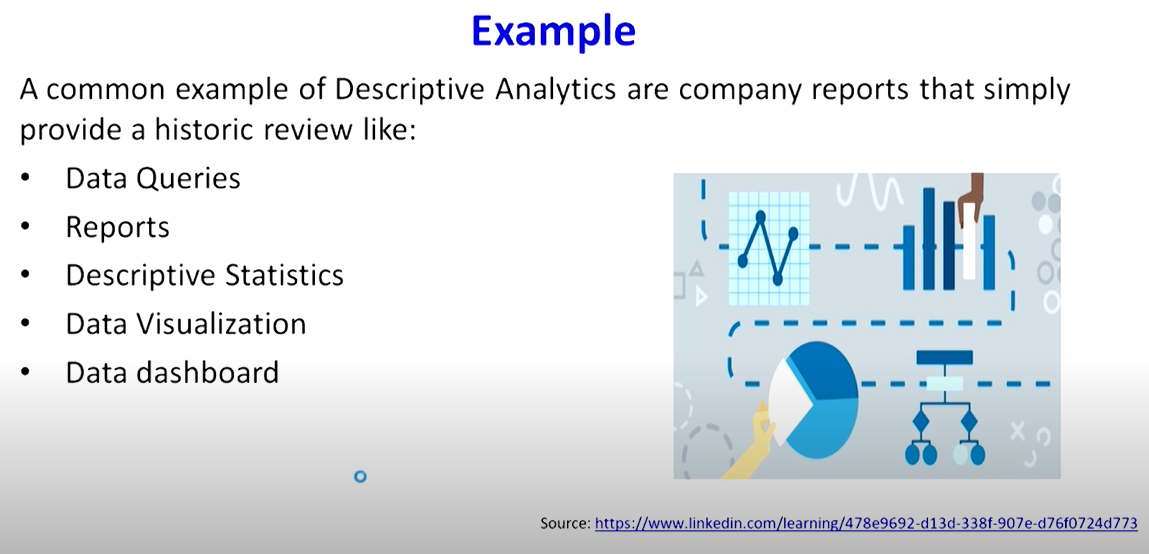 Example
A common example of Descriptive Analytics are company reports that simply
provide a historic review like:
• Data Queries
• Reports
• Descriptive Statistics
• Data Visualization
• Data dashboard
Source: https://www.linkedin.com/learning/478e9692-d13d-338f-907e-d76f0724d773